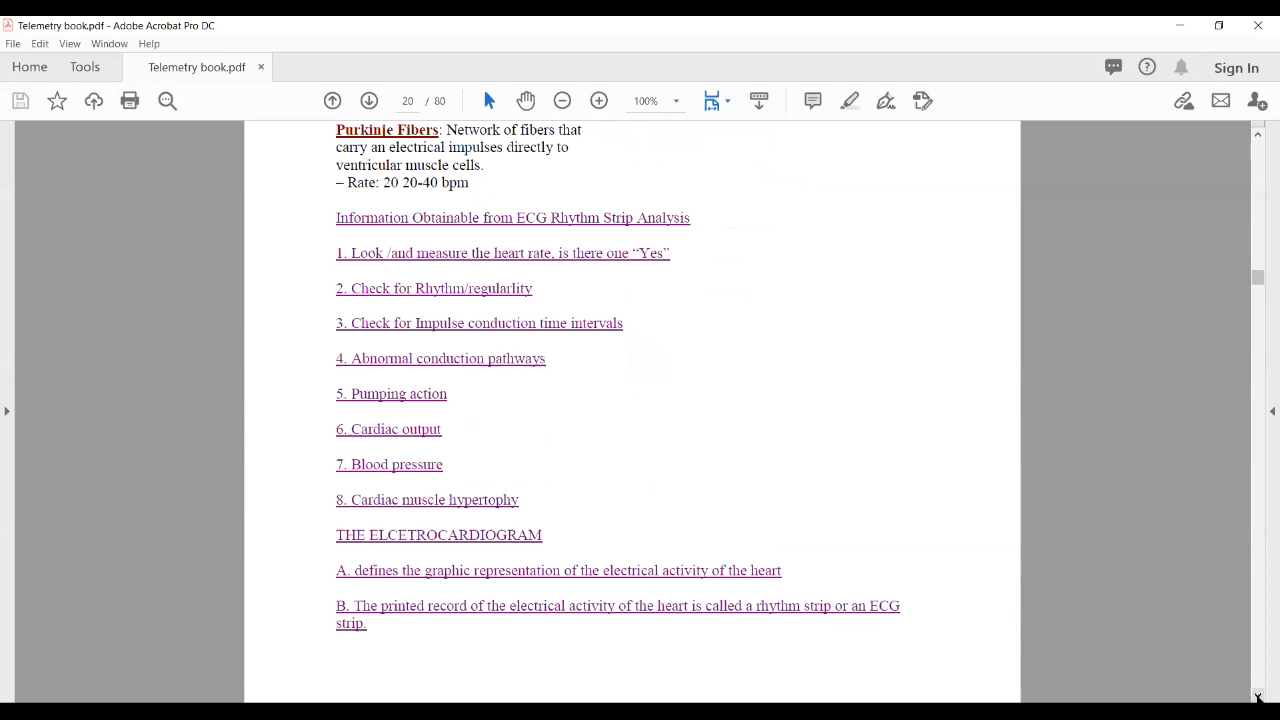 Telemetry book.pdf - Adobe Acrobat Pro DC
File Edit View Window Help
Home Tools Telemetry book.pdf × Sign In
20 / 80 100%
Purkinje Fibers: Network of fibers that
carry an electrical impulses directly to
ventricular muscle cells.
– Rate: 20 20-40 bpm
Information Obtainable from ECG Rhythm Strip Analysis
1. Look /and measure the heart rate, is there one “Yes”
2. Check for Rhythm/regularlity
3. Check for Impulse conduction time intervals
4. Abnormal conduction pathways
5. Pumping action
6. Cardiac output
7. Blood pressure
8. Cardiac muscle hypertophy
THE ELCETROCARDIOGRAM
A. defines the graphic representation of the electrical activity of the heart
B. The printed record of the electrical activity of the heart is called a rhythm strip or an ECG
strip.